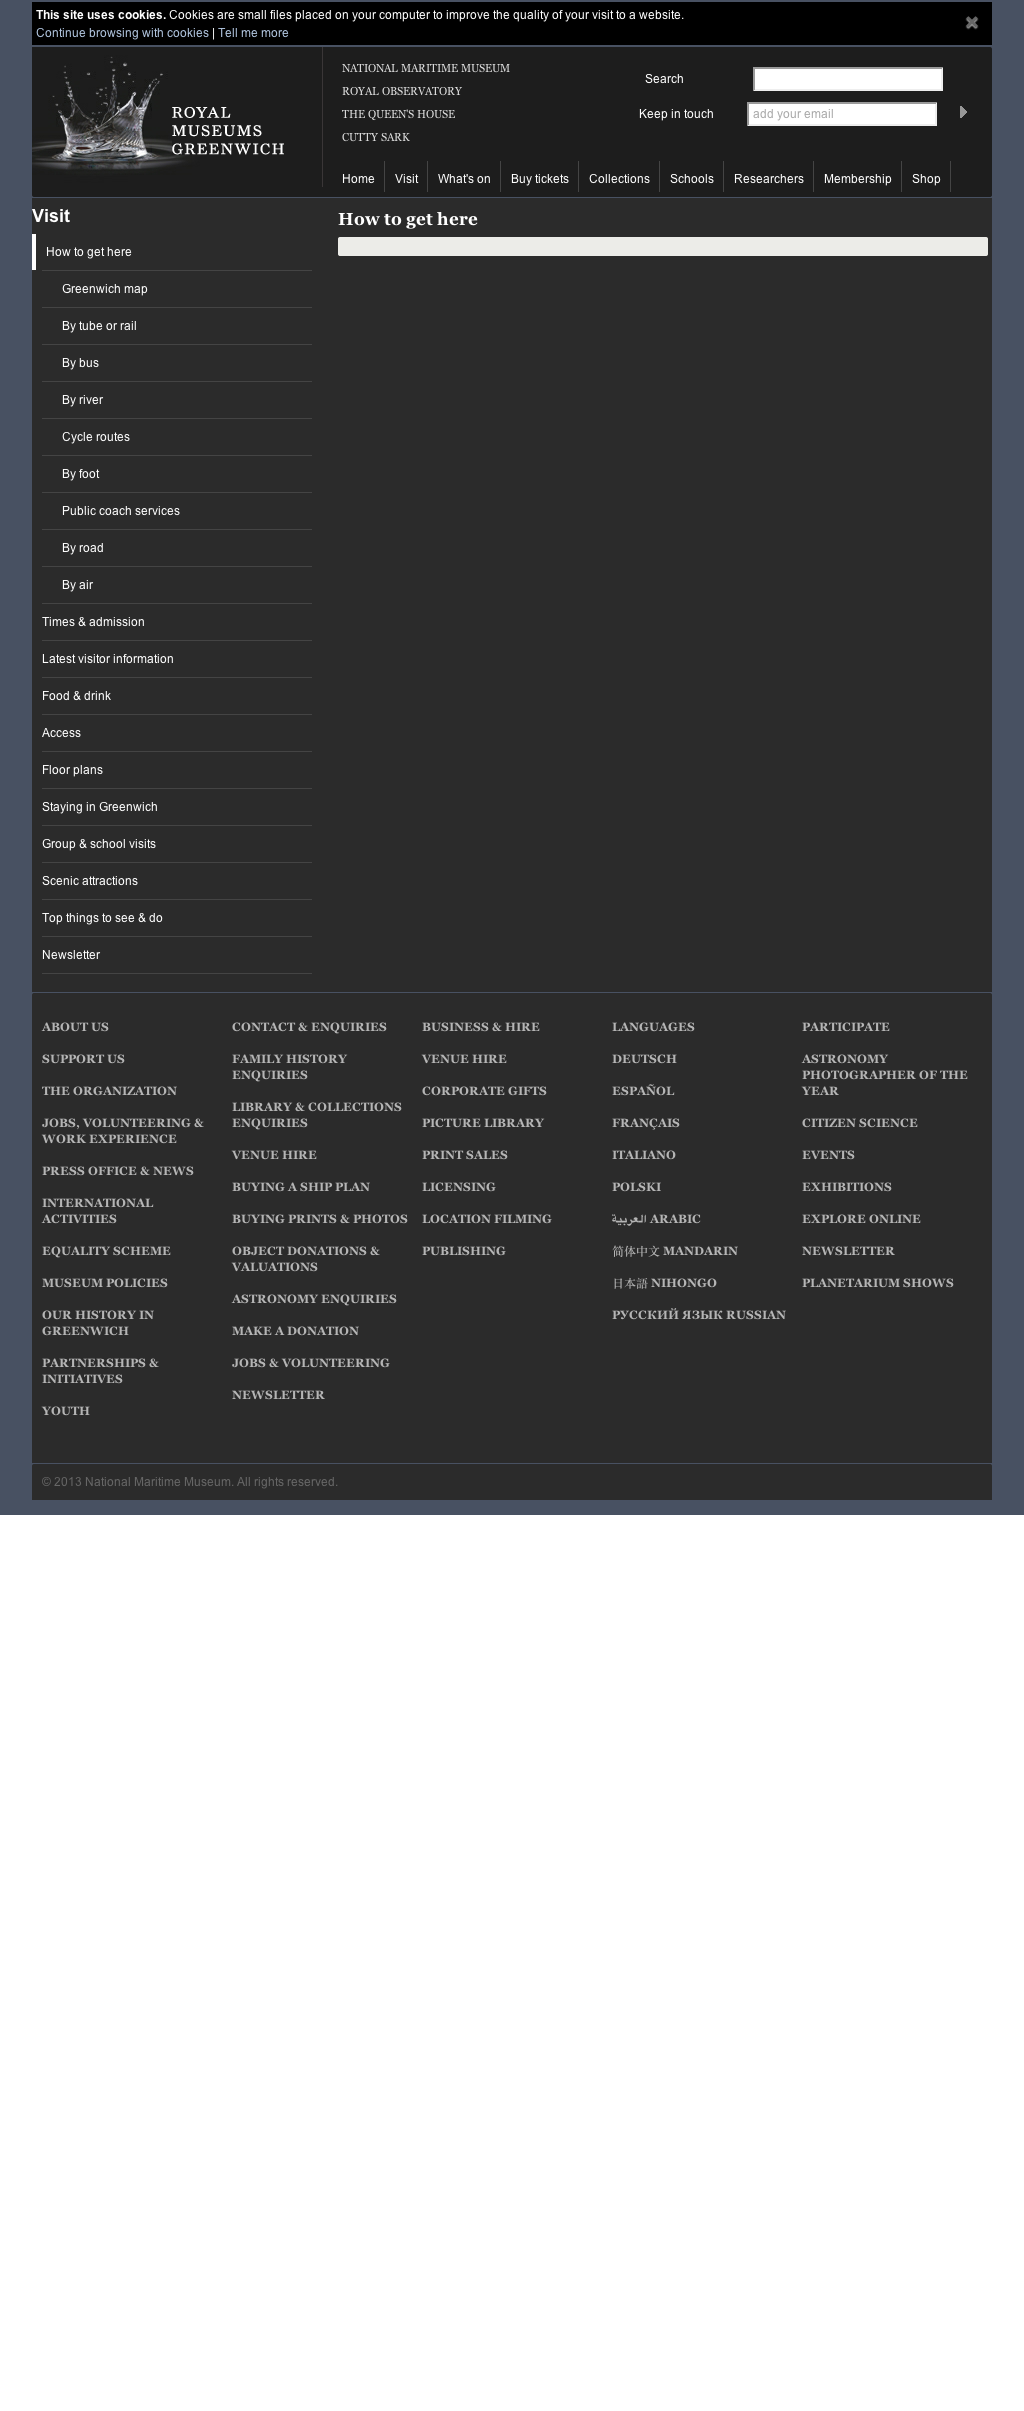 This site uses cookies. Cookies are small files placed on your computer to improve the quality of your visit to a website.
Continue browsing with cookies | Tell me more
ROYAL
MUSEUMS
GREENWICH
NATIONAL MARITIME MUSEUM
ROYAL OBSERVATORY
THE QUEEN'S HOUSE
CUTTY SARK
Search
Keep in touch
add your email
Home
Visit
What's on
Buy tickets
Collections
Schools
Researchers
Membership
Shop
Visit
How to get here
Greenwich map
By tube or rail
By bus
By river
Cycle routes
By foot
Public coach services
By road
By air
Times & admission
Latest visitor information
Food & drink
Access
Floor plans
Staying in Greenwich
Group & school visits
Scenic attractions
Top things to see & do
Newsletter
How to get here
ABOUT US
SUPPORT US
THE ORGANIZATION
JOBS, VOLUNTEERING &
WORK EXPERIENCE
PRESS OFFICE & NEWS
INTERNATIONAL
ACTIVITIES
EQUALITY SCHEME
MUSEUM POLICIES
OUR HISTORY IN
GREENWICH
PARTNERSHIPS &
INITIATIVES
YOUTH
CONTACT & ENQUIRIES
FAMILY HISTORY
ENQUIRIES
LIBRARY & COLLECTIONS
ENQUIRIES
VENUE HIRE
BUYING A SHIP PLAN
BUYING PRINTS & PHOTOS
OBJECT DONATIONS &
VALUATIONS
ASTRONOMY ENQUIRIES
MAKE A DONATION
JOBS & VOLUNTEERING
NEWSLETTER
BUSINESS & HIRE
VENUE HIRE
CORPORATE GIFTS
PICTURE LIBRARY
PRINT SALES
LICENSING
LOCATION FILMING
PUBLISHING
LANGUAGES
DEUTSCH
ESPAÑOL
FRANÇAIS
ITALIANO
POLSKI
العربية ARABIC
简体中文 MANDARIN
日本語 NIHONGO
РУССКИЙ ЯЗЫК RUSSIAN
PARTICIPATE
ASTRONOMY
PHOTOGRAPHER OF THE
YEAR
CITIZEN SCIENCE
EVENTS
EXHIBITIONS
EXPLORE ONLINE
NEWSLETTER
PLANETARIUM SHOWS
© 2013 National Maritime Museum. All rights reserved.